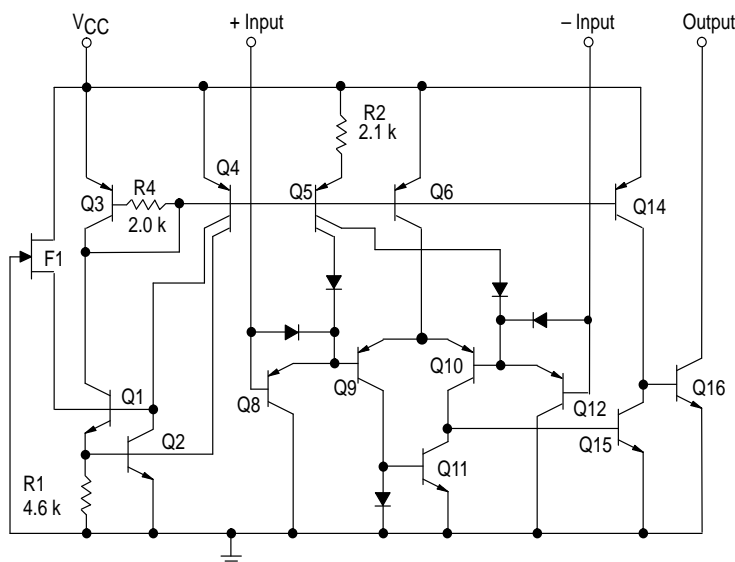 VCC
+ Input
– Input
Output
R2
2.1 k
Q4
Q3
R4
2.0 k
Q5
Q6
Q14
F1
Q1
Q2
Q8
Q9
Q10
Q12
Q16
Q15
Q11
R1
4.6 k